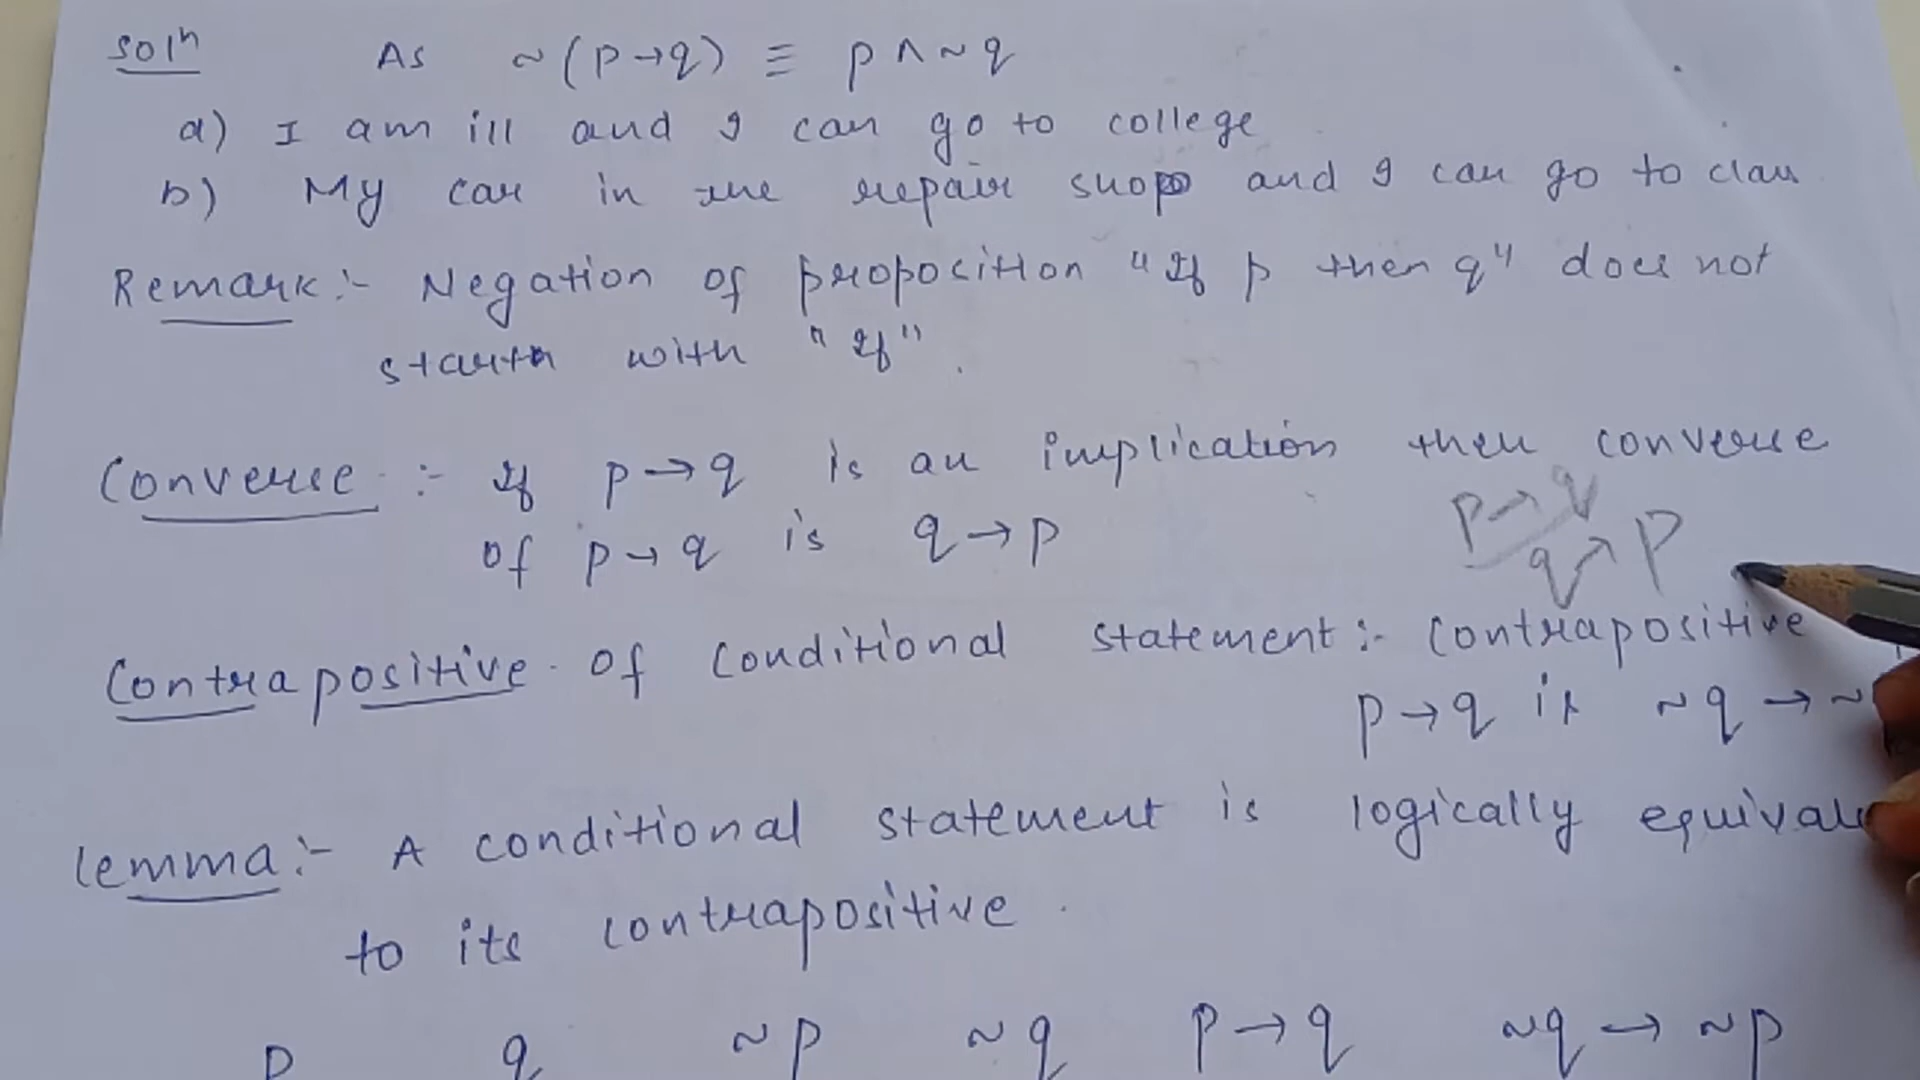 soln As ~(p→q) ≡ p∧~q
a) I am ill and I can go to college
b) My car in the repair shop and I can go to class
Remark:- Negation of proposition "If p then q" does not
start with "If".
Converse:- If p→q is an implication then converse
of p→q is q→p
p→q
q→p
Contrapositive of conditional statement:- Contrapositive
p→q is ~q→~
Lemma:- A conditional statement is logically equivale
to its contrapositive.
p q ~p ~q p→q ~q→~p